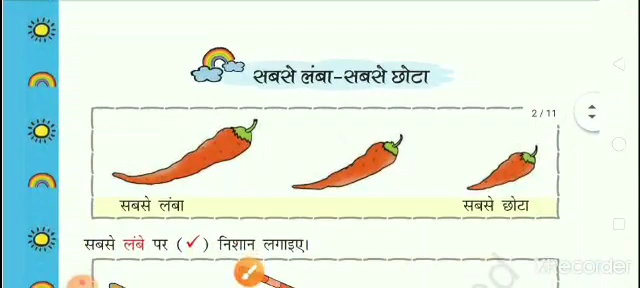 सबसे लंबा-सबसे छोटा
2/11
सबसे लंबा
सबसे छोटा
सबसे लंबे पर (✓) निशान लगाइए।